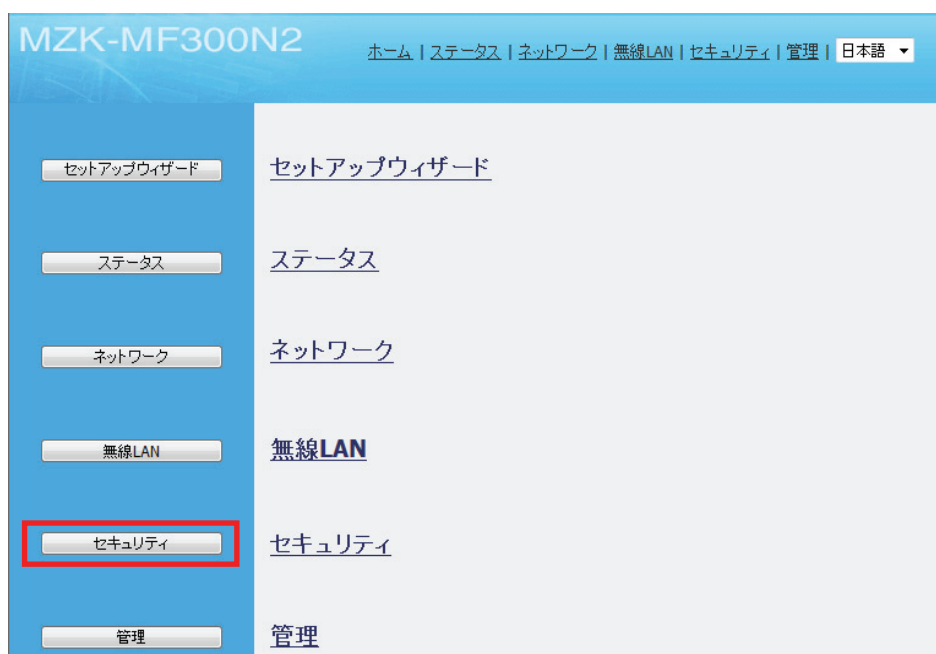 MZK-MF300N2
ホーム | ステータス | ネットワーク | 無線LAN | セキュリティ | 管理 | 日本語
セットアップウィザード セットアップウィザード
ステータス ステータス
ネットワーク ネットワーク
無線LAN 無線LAN
セキュリティ セキュリティ
管理 管理